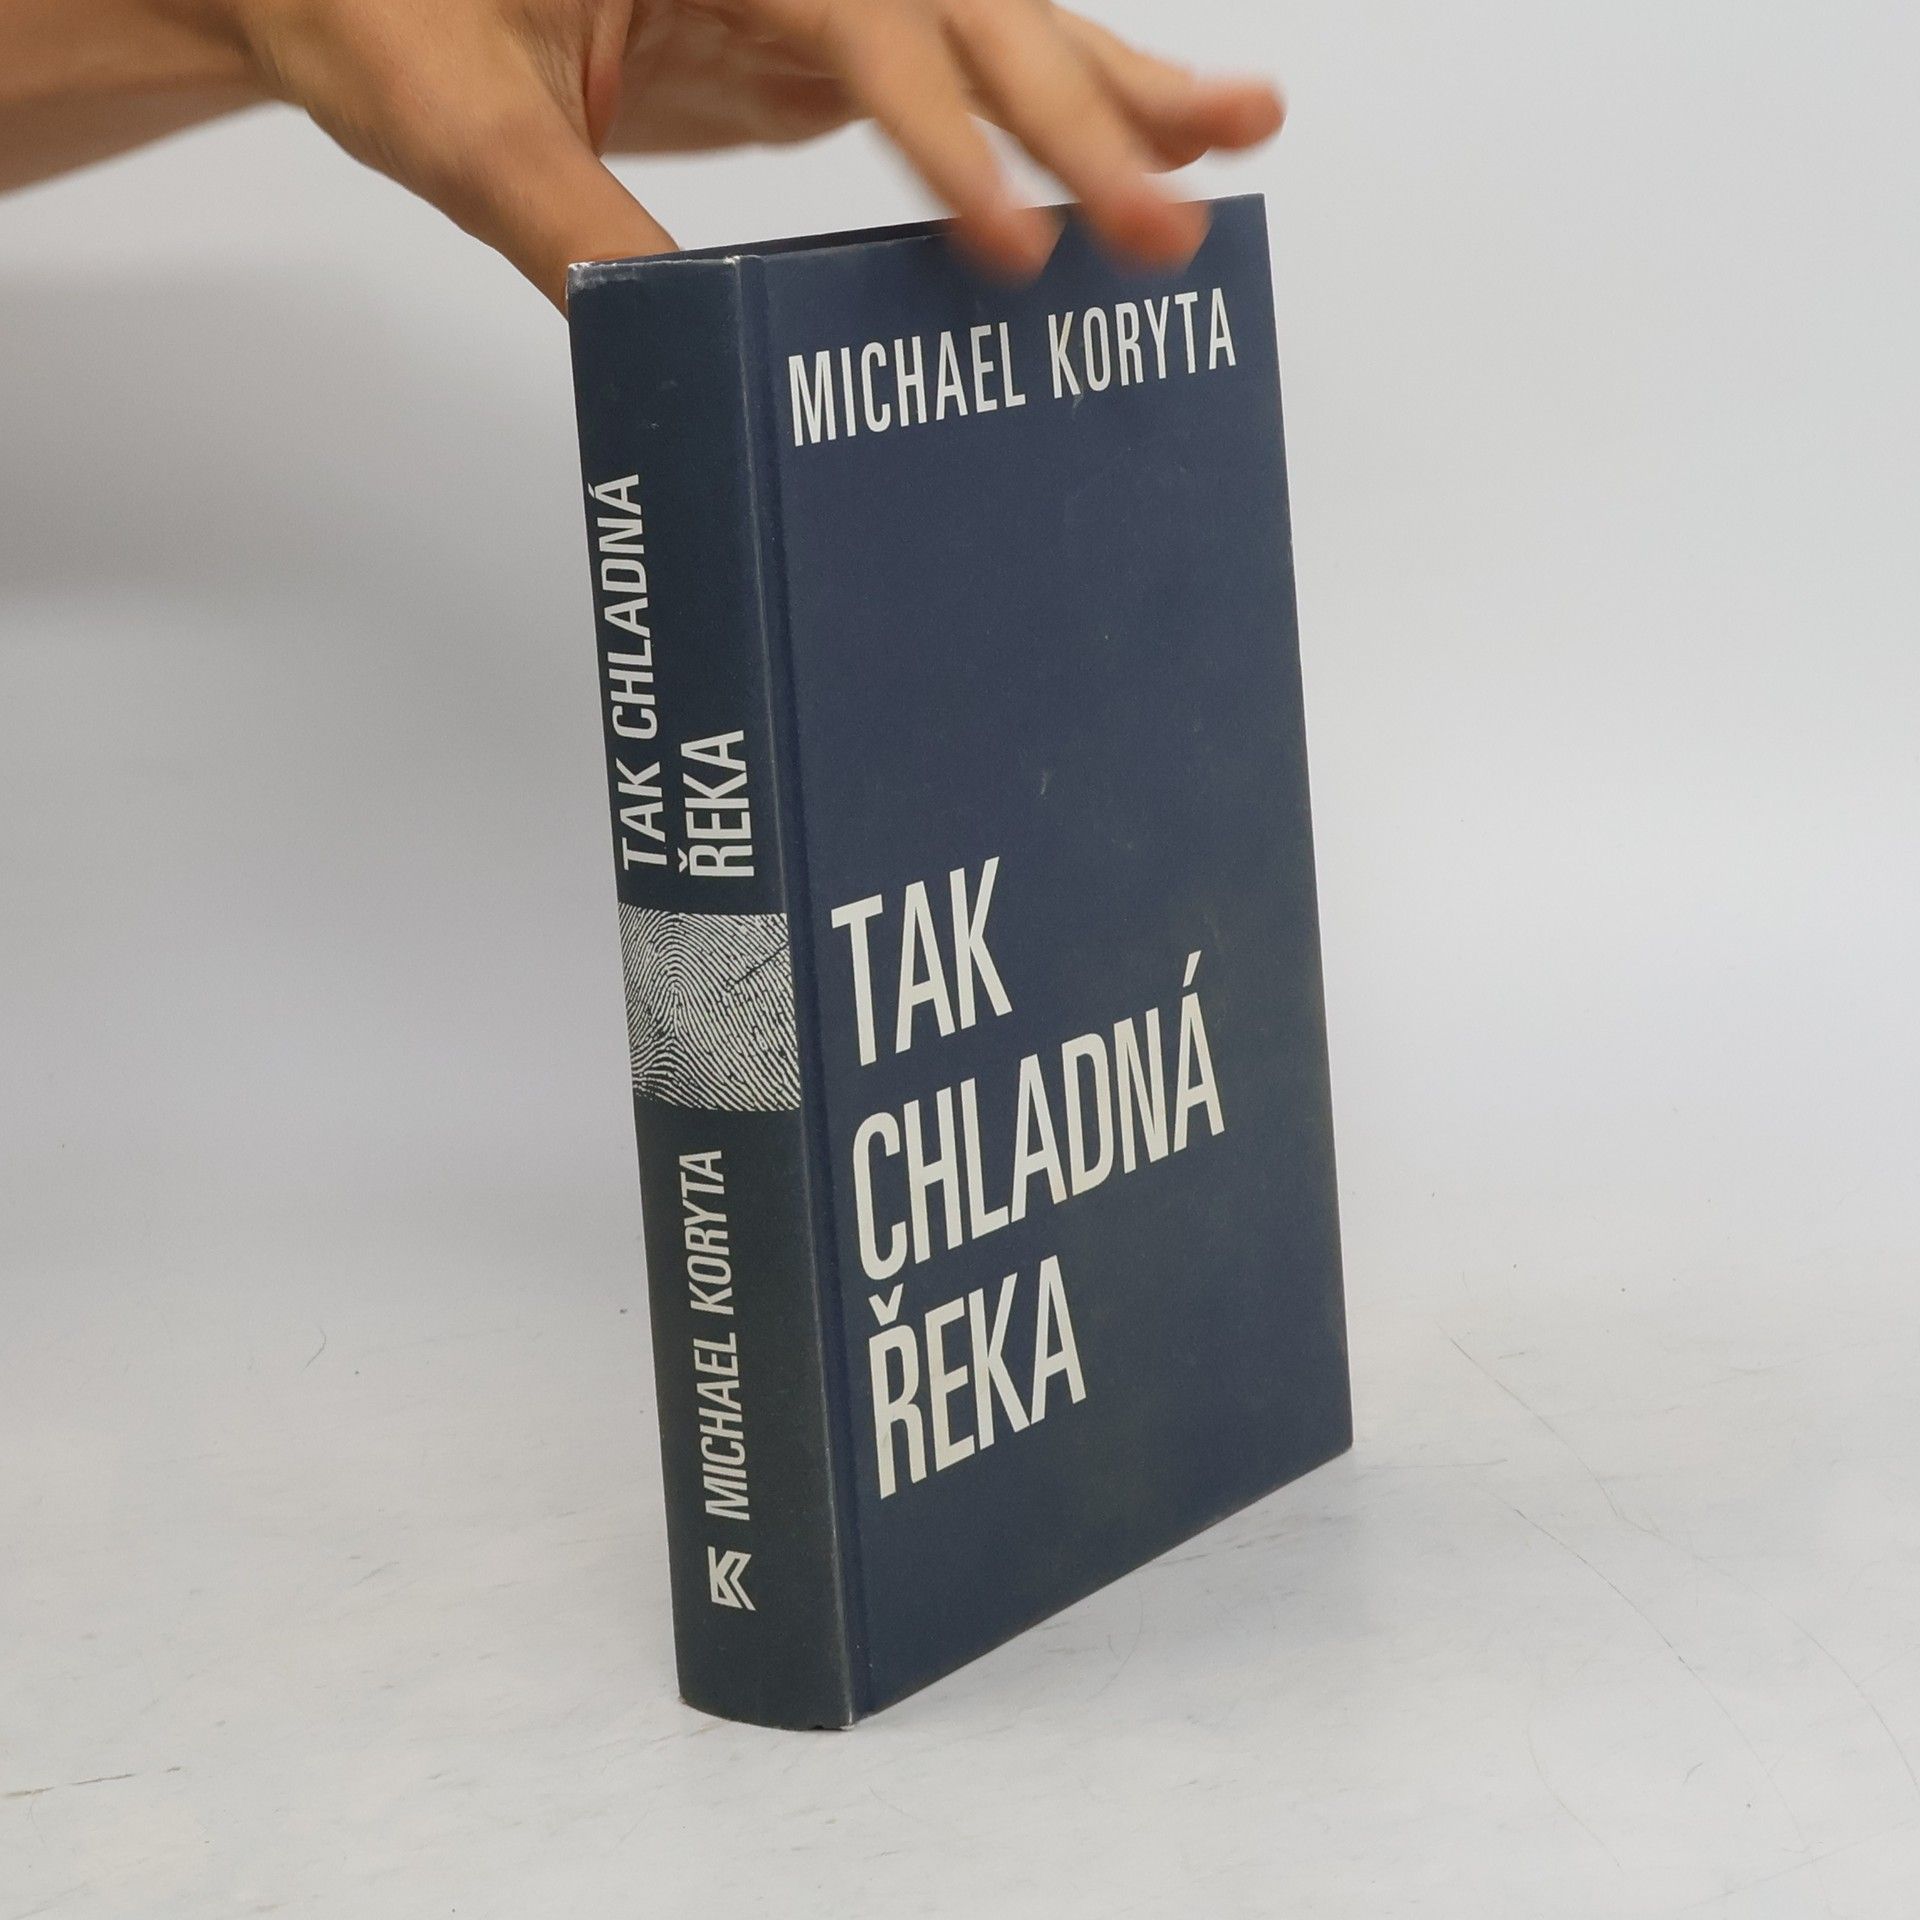 MICHAEL KORYTA
TAK
CHLADNÁ
ŘEKA
TAK CHLADNÁ
ŘEKA
MICHAEL KORYTA